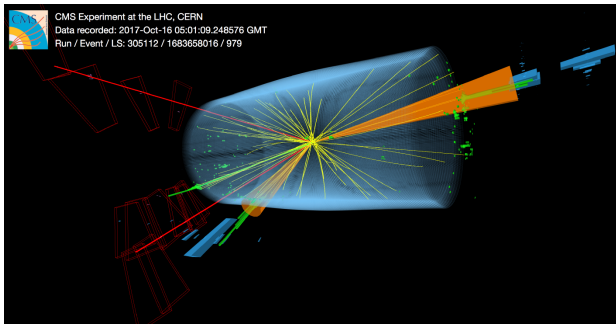 CMS
CMS Experiment at the LHC, CERN
Data recorded: 2017-Oct-16 05:01:09.248576 GMT
Run / Event / LS: 305112 / 1683658016 / 979